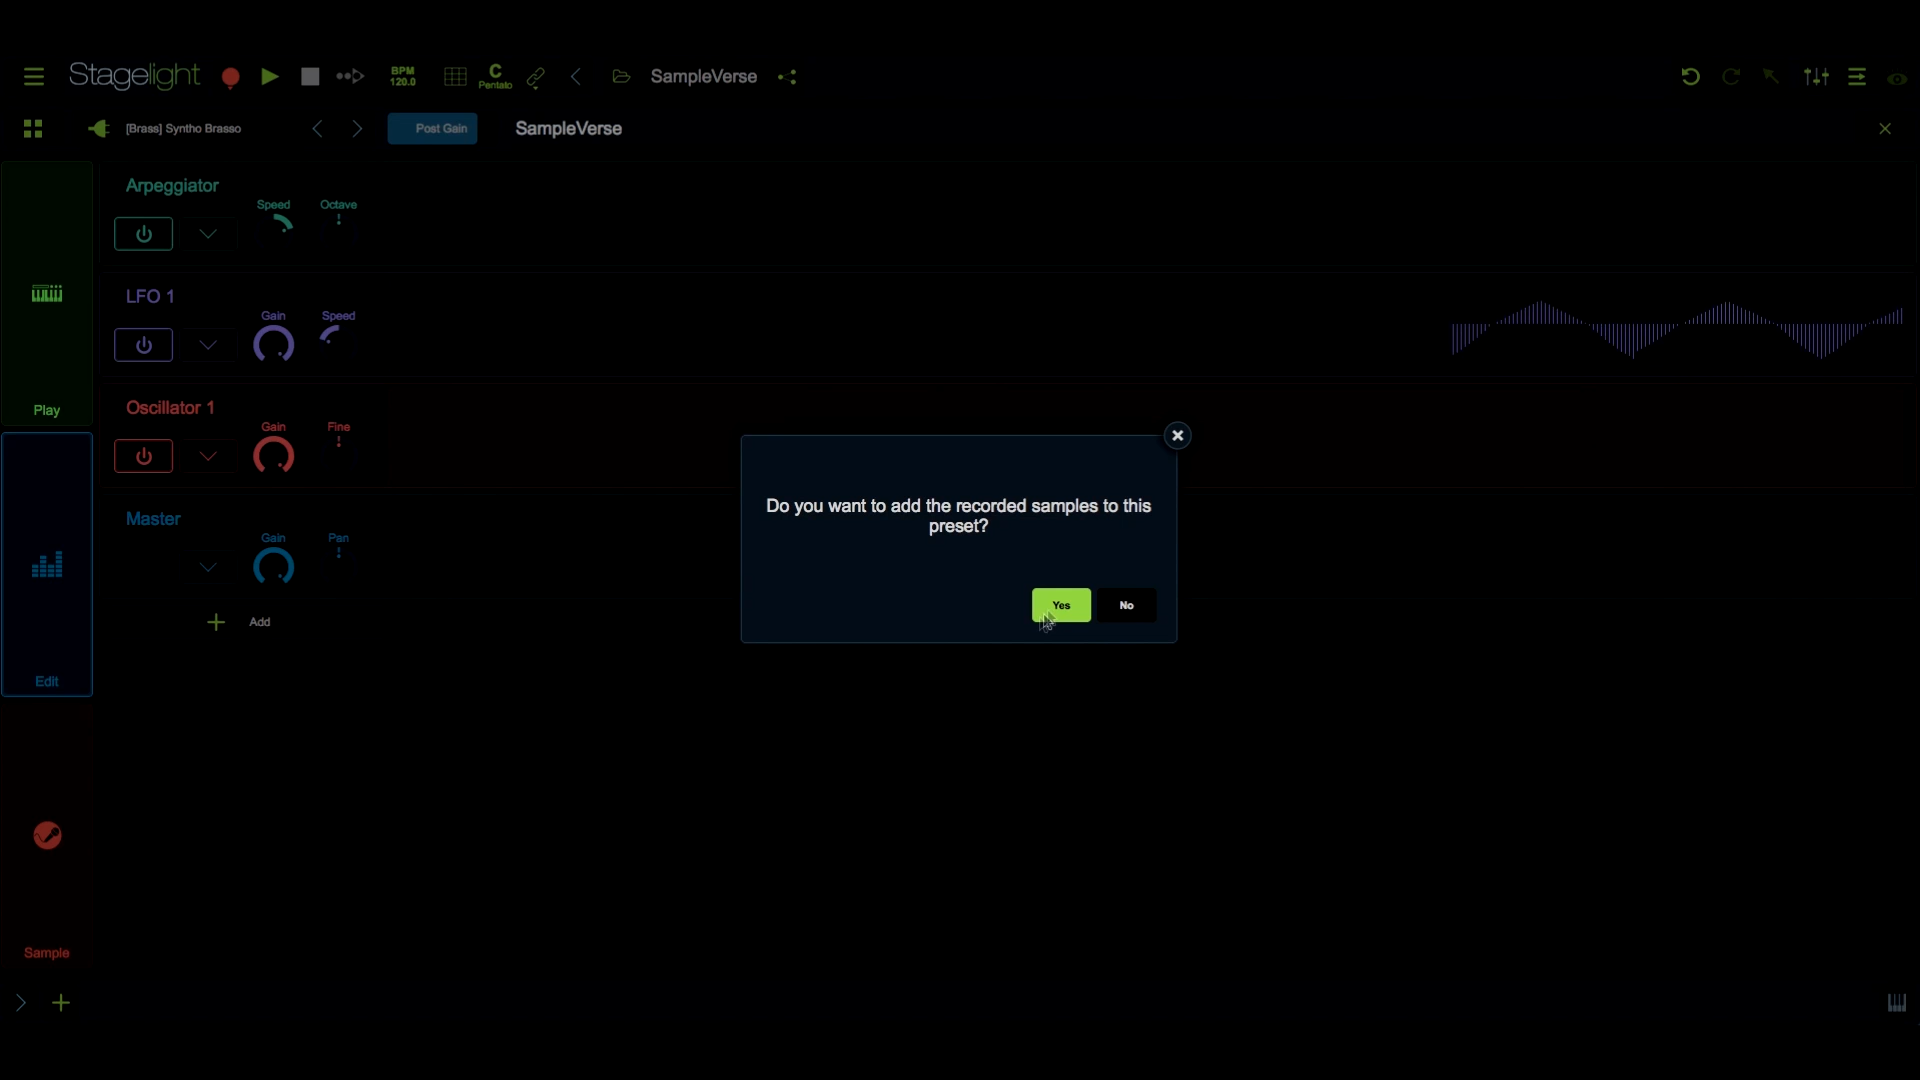 Stagelight
BPM
120.0
C
Pentato
SampleVerse
[Brass] Syntho Brasso
Post Gain
SampleVerse
Arpeggiator
Speed
Octave
LFO 1
Gain
Speed
Play
Oscillator 1
Gain
Fine
Do you want to add the recorded samples to this
preset?
Yes
No
Master
Gain
Pan
Add
Edit
Sample